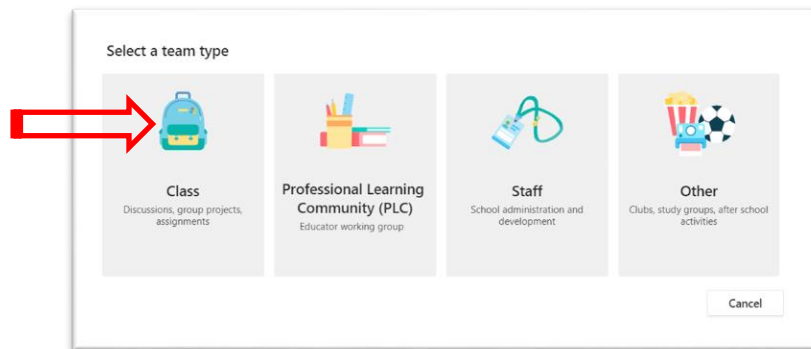 Select a team type
Class
Discussions, group projects,
assignments
Professional Learning
Community (PLC)
Educator working group
Staff
School administration and
development
Other
Clubs, study groups, after school
activities
Cancel